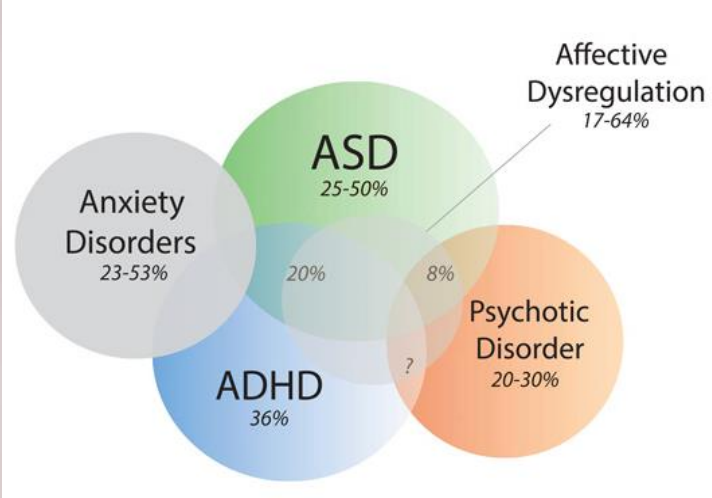 Affective
Dysregulation
17-64%
ASD
25-50%
Anxiety
Disorders
23-53%
20%
8%
Psychotic
Disorder
20-30%
?
ADHD
36%